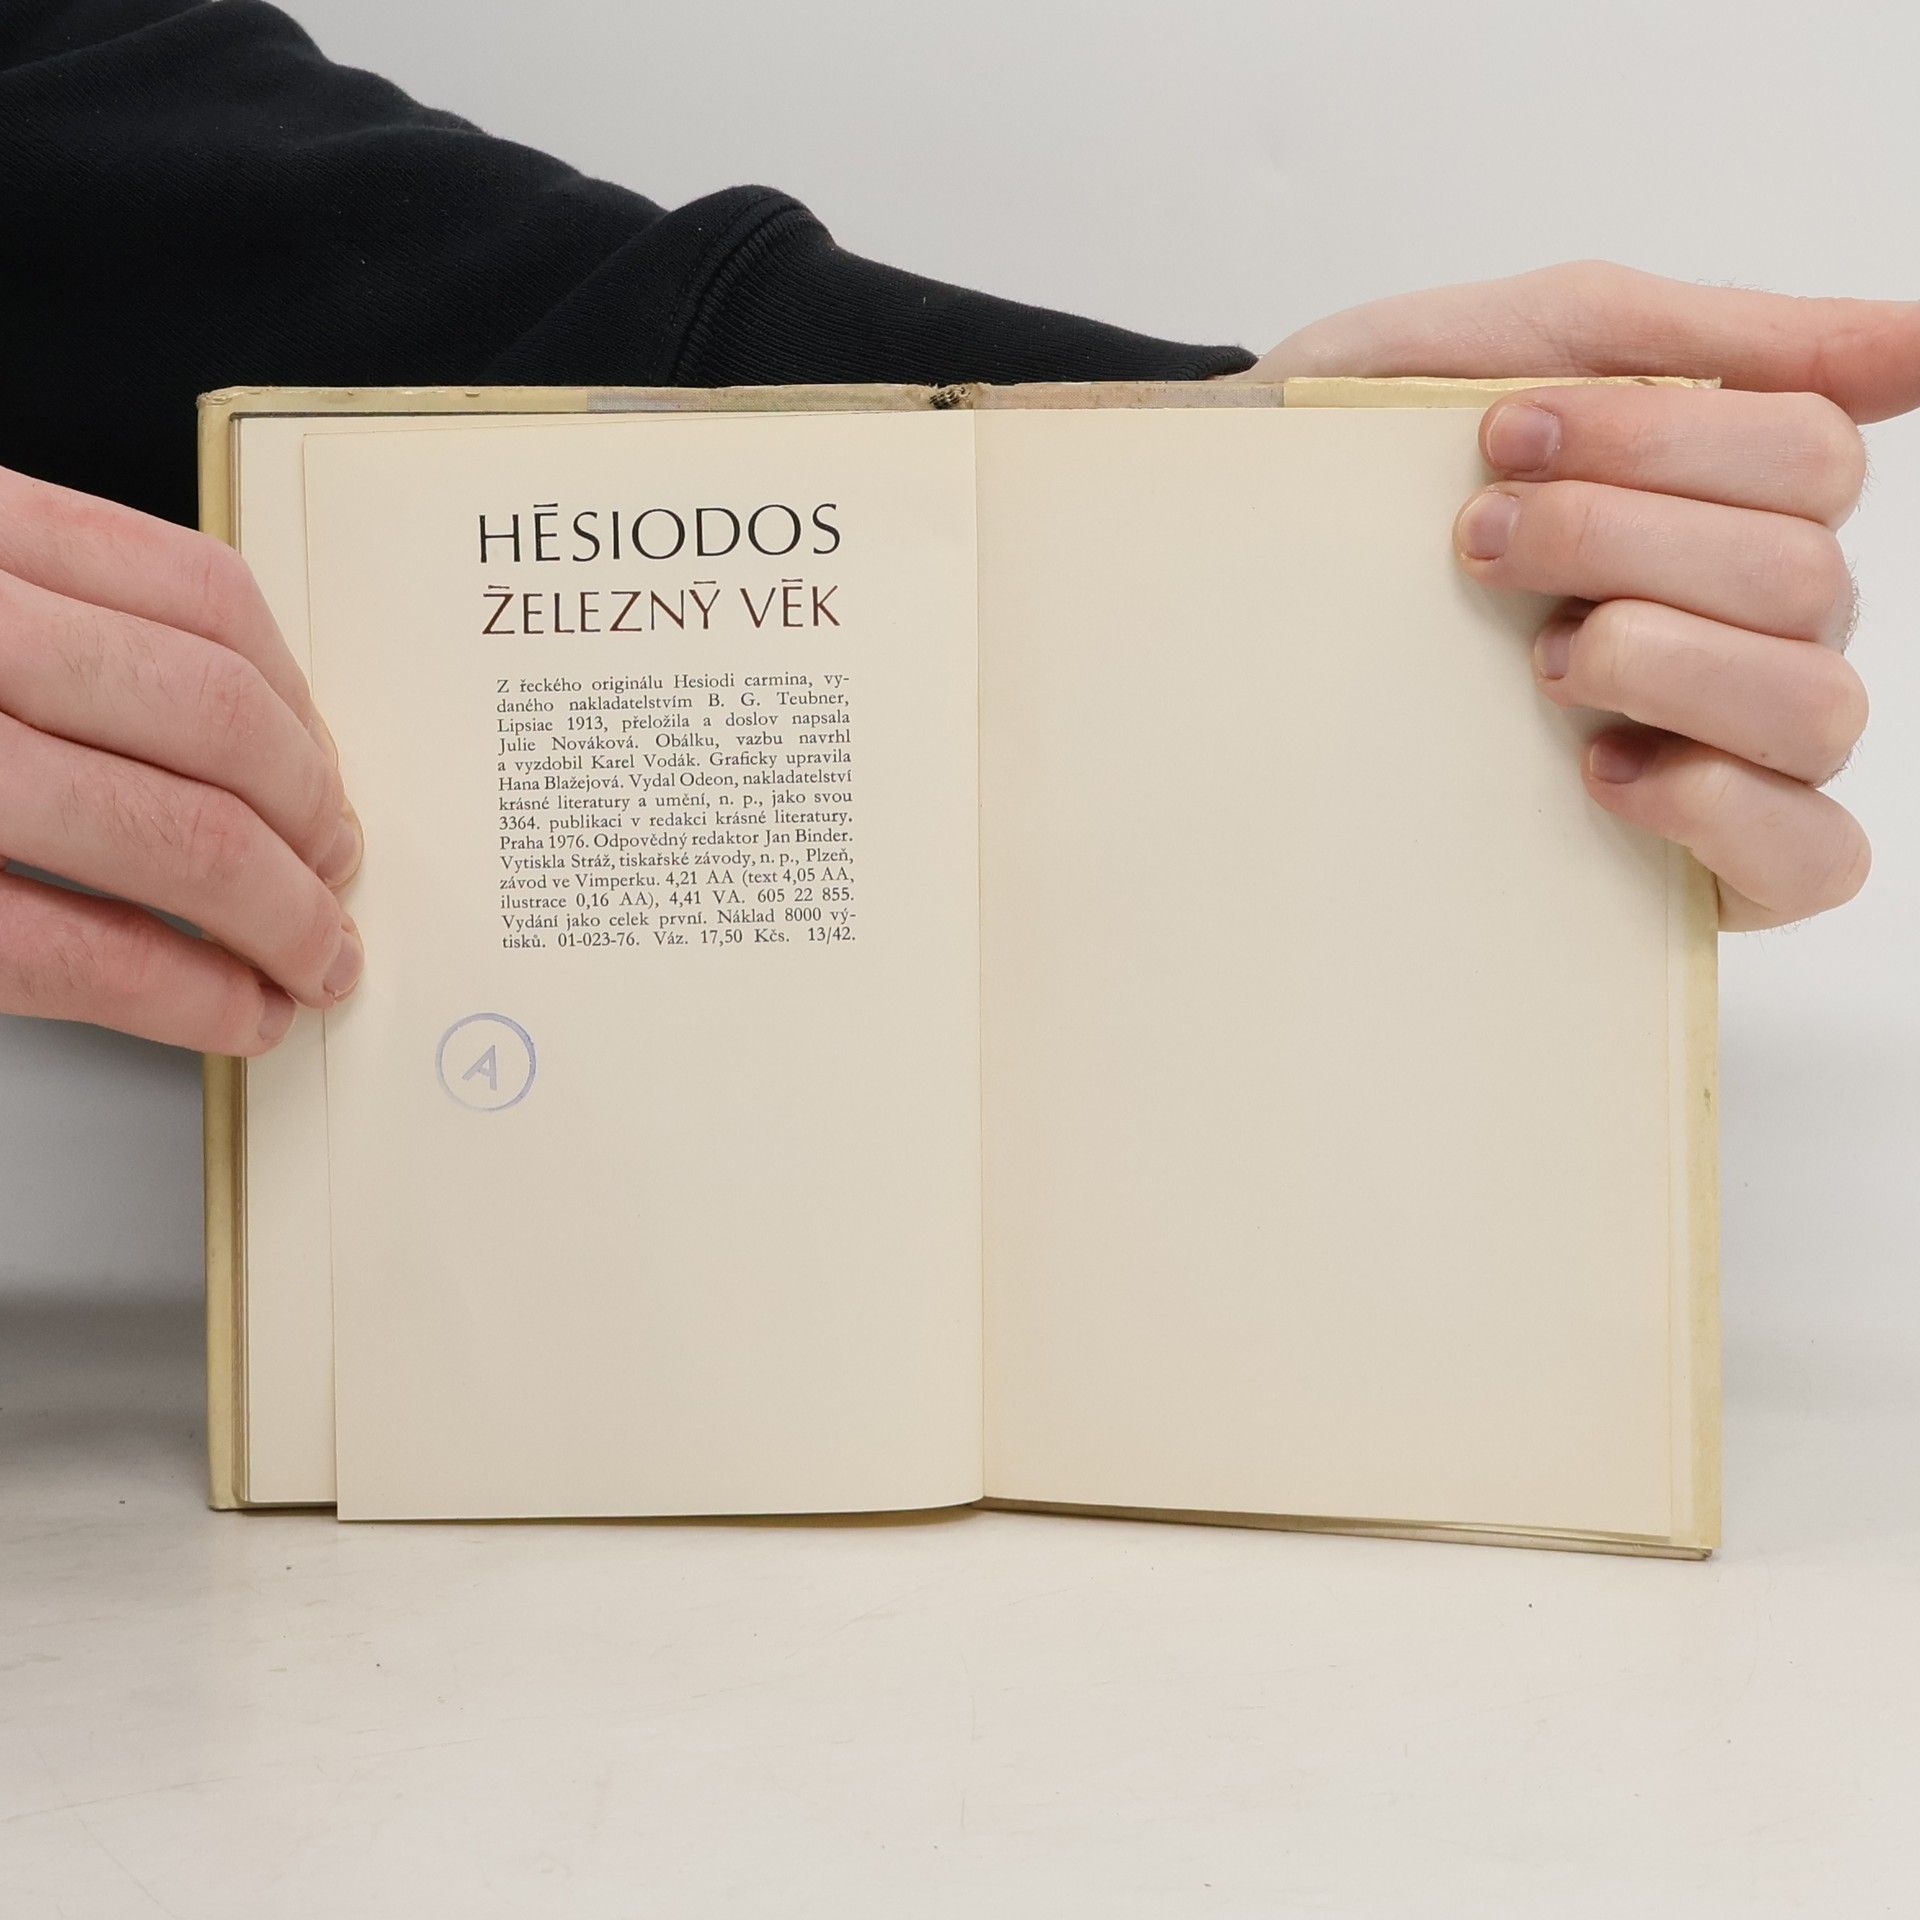 HĒSIODOS
ŽELEZNÝ VĚK
Z řeckého originálu Hesiodi carmina, vy-
daného nakladatelstvím B. G. Teubner,
Lipsiae 1913, přeložila a doslov napsala
Julie Nováková. Obálku, vazbu navrhl
a vyzdobil Karel Vodák. Graficky upravila
Hana Blažejová. Vydal Odeon, nakladatelství
krásné literatury a umění, n. p., jako svou
3364. publikaci v redakci krásné literatury.
Praha 1976. Odpovědný redaktor Jan Binder.
Vytiskla Stráž, tiskařské závody, n. p., Plzeň,
závod ve Vimperku. 4,21 AA (text 4,05 AA,
ilustrace 0,16 AA), 4,41 VA. 605 22 855.
Vydání jako celek první. Náklad 8000 vý-
tisků. 01-023-76. Váz. 17,50 Kčs. 13/42.
A